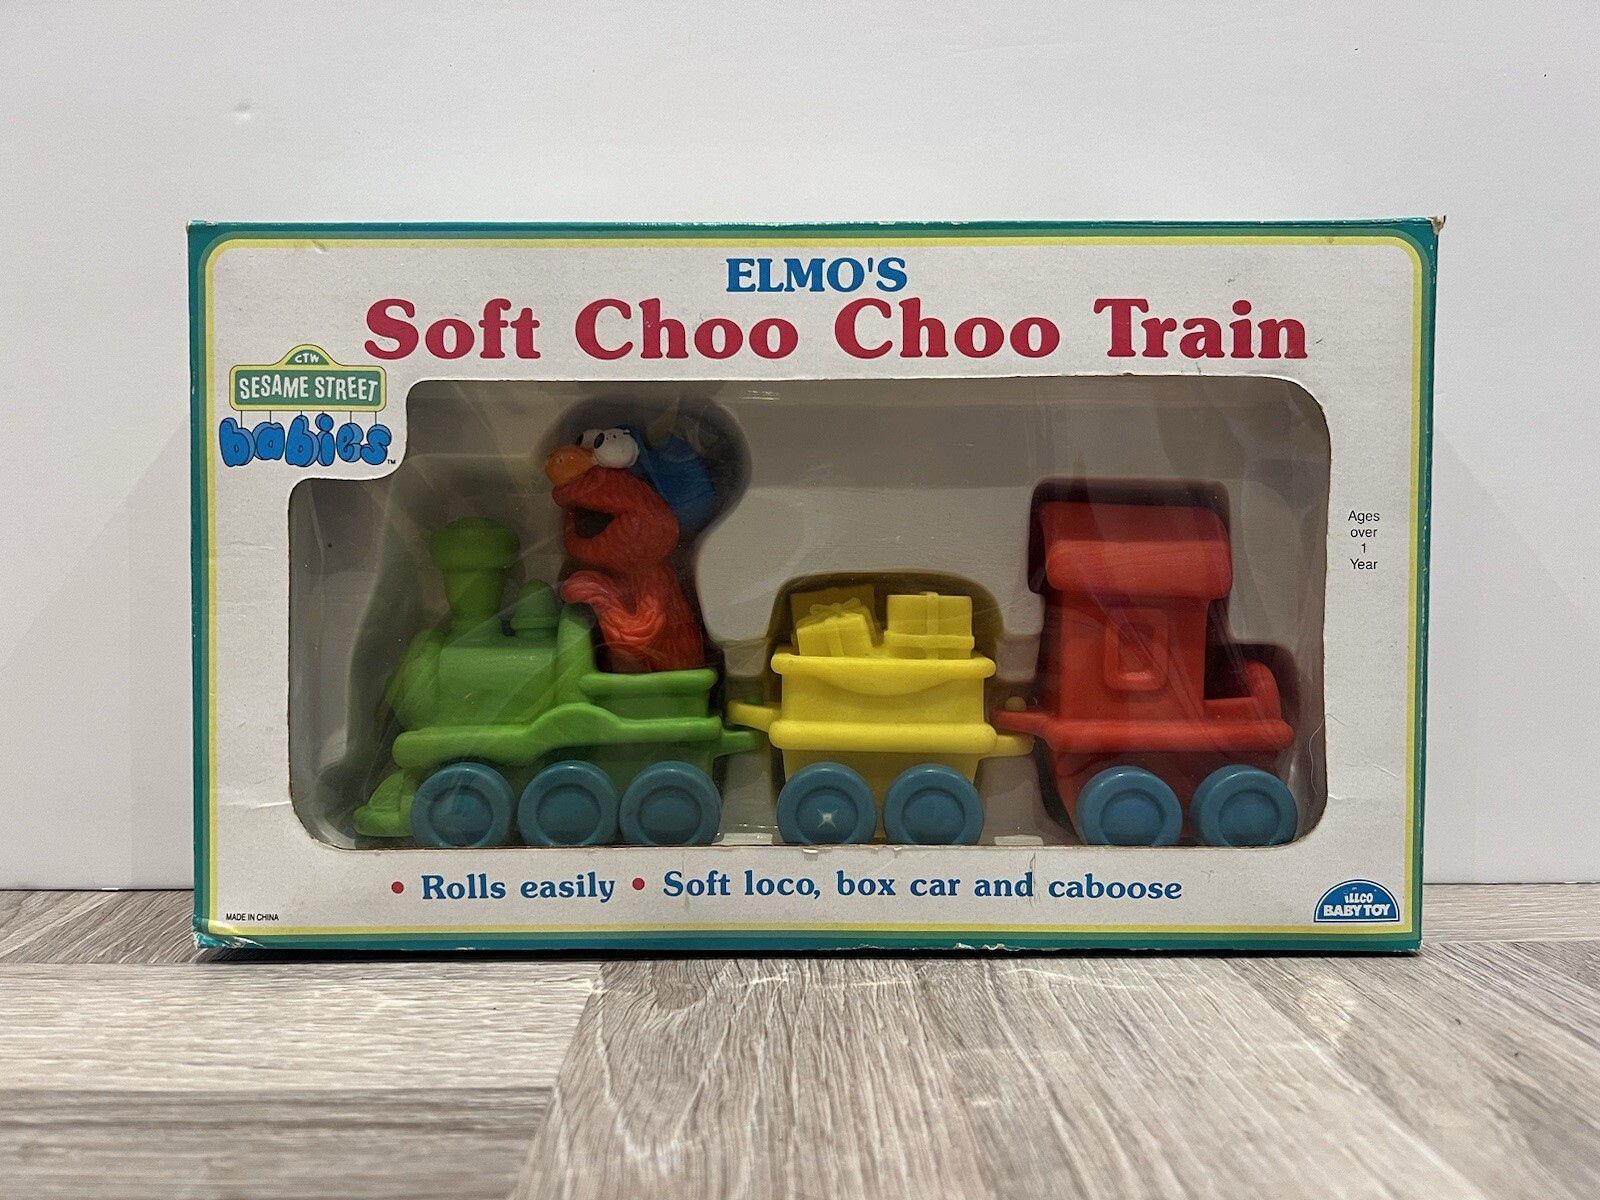 ELMO'S
Soft Choo Choo Train
CTW
SESAME STREET
babies™
Ages
over
1
Year
• Rolls easily • Soft loco, box car and caboose
MADE IN CHINA
illco
BABY TOY